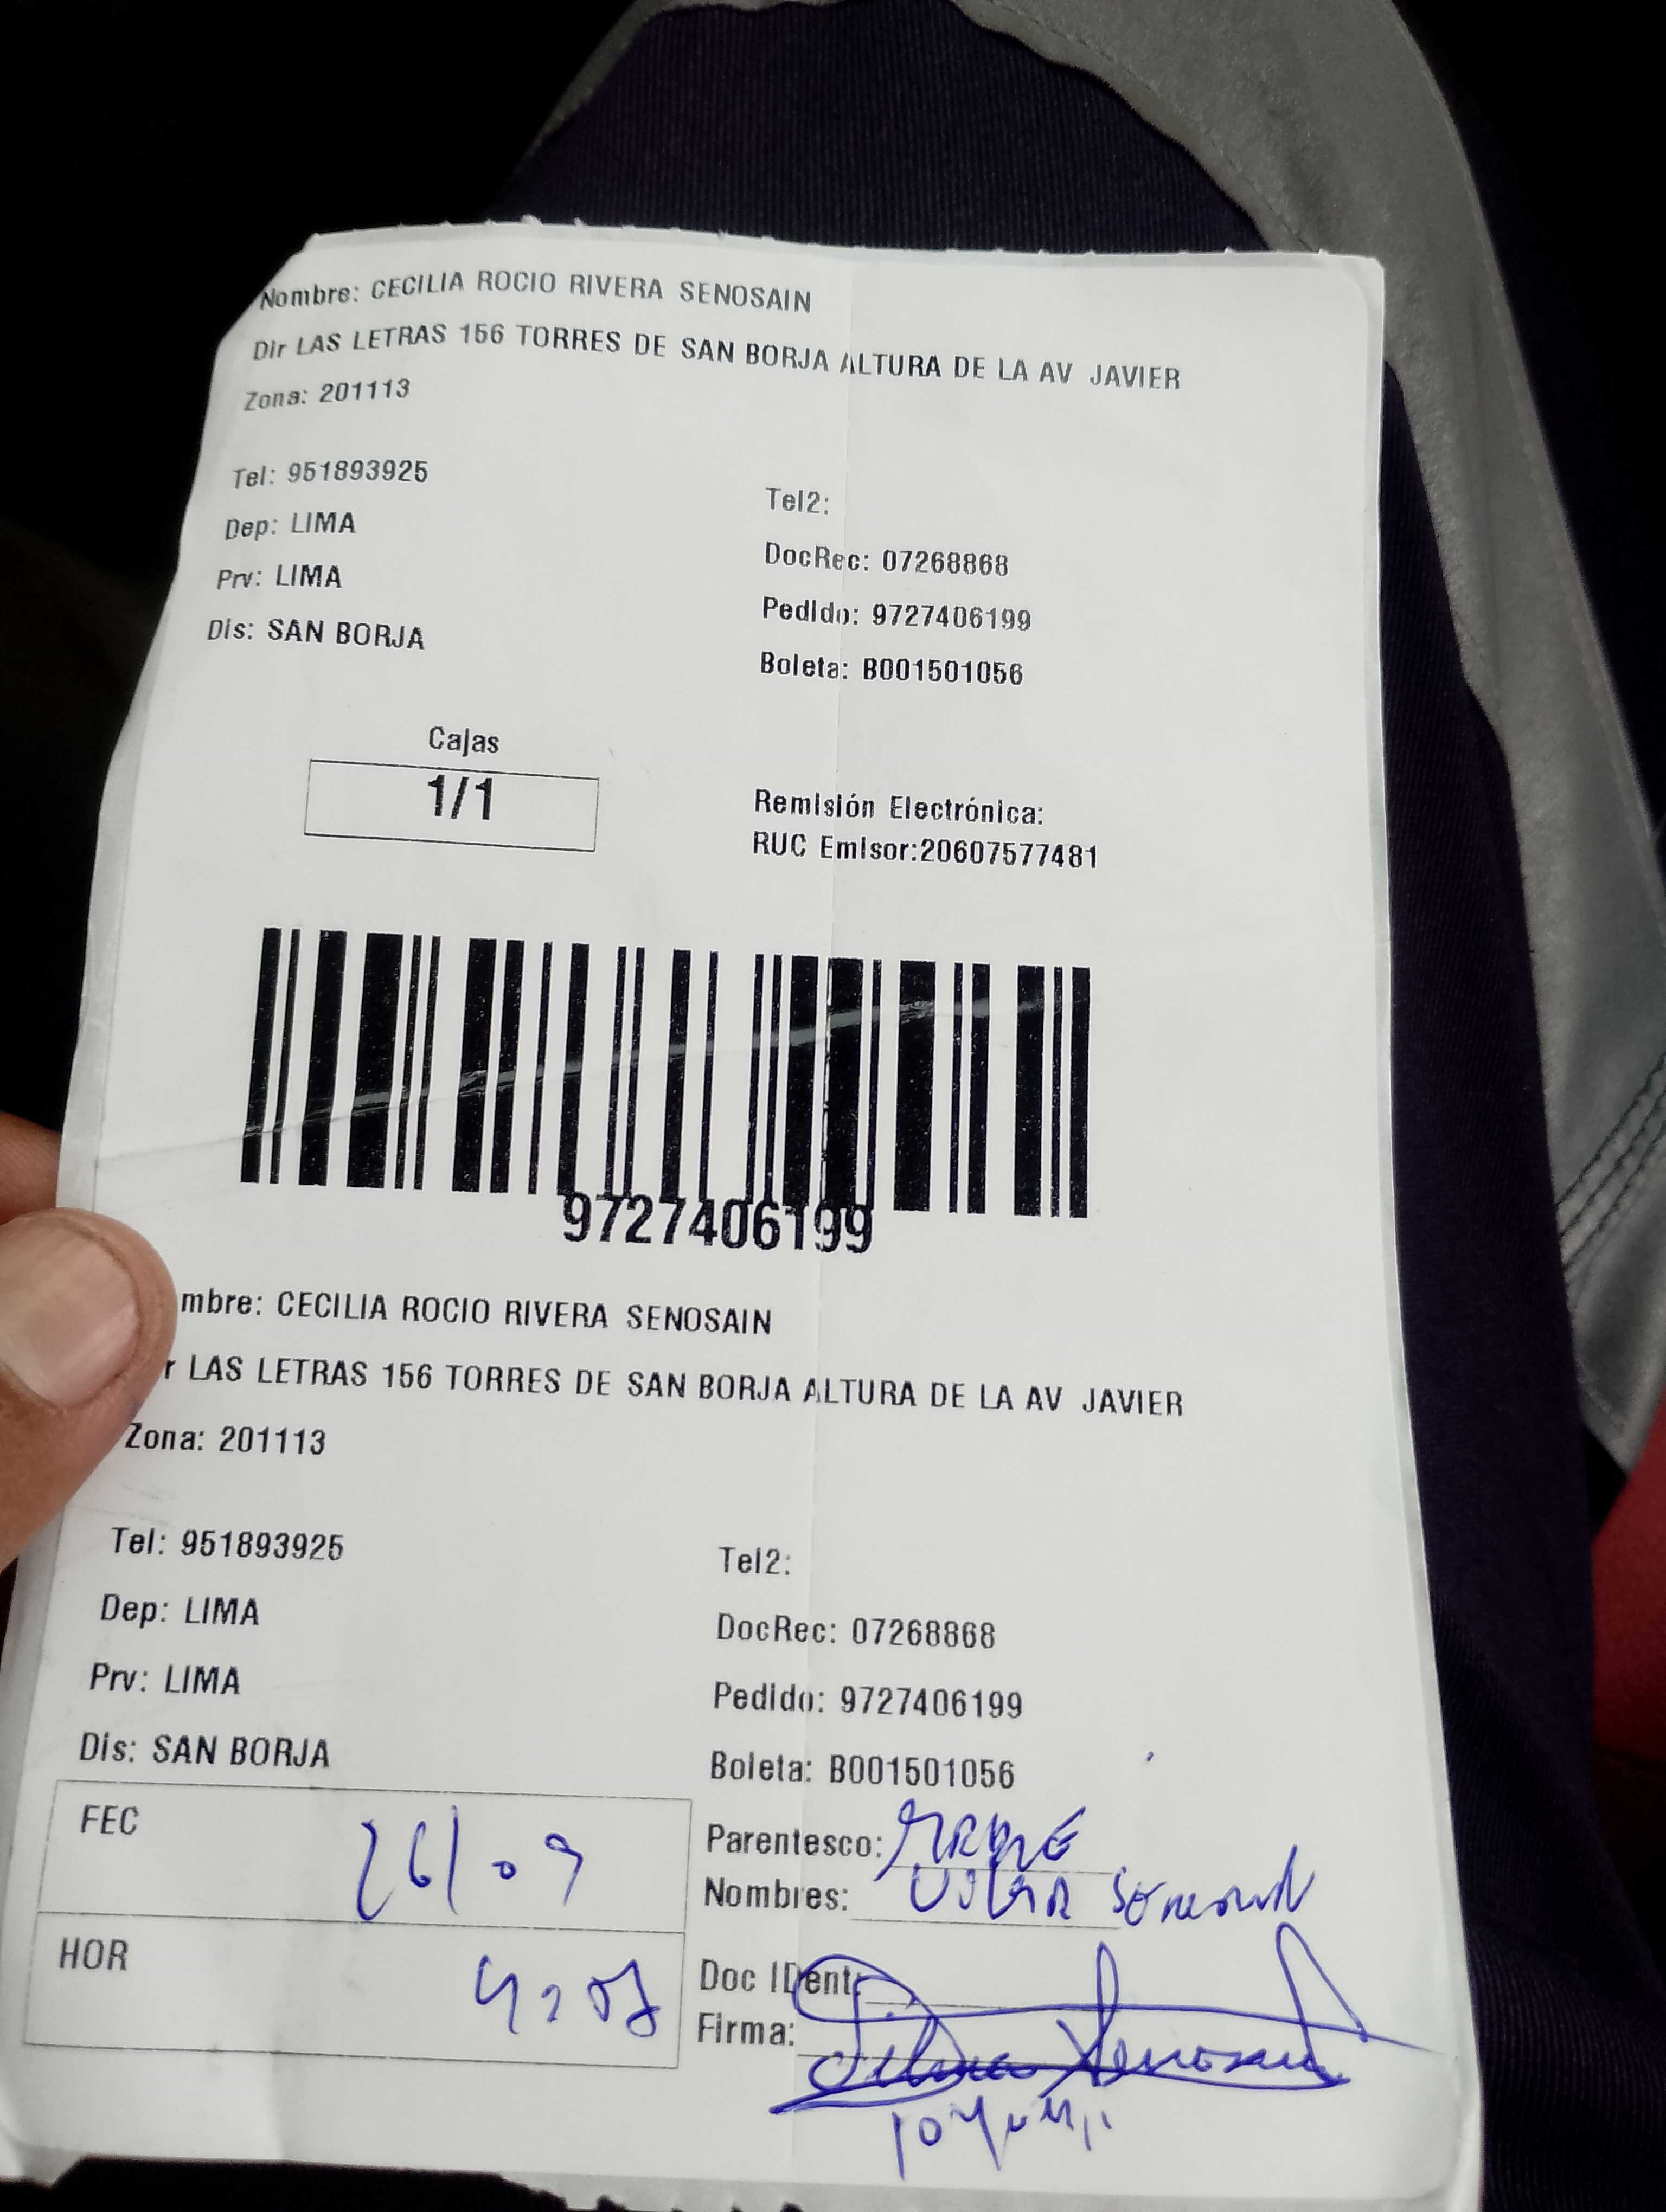 Nombre: CECILIA ROCIO RIVERA SENOSAIN
Dir LAS LETRAS 156 TORRES DE SAN BORJA ALTURA DE LA AV JAVIER
Zona: 201113
Tel: 951893925
Tel2:
Dep: LIMA
DocRec: 07268868
Prv: LIMA
Pedido: 9727406199
Dis: SAN BORJA
Boleta: B001501056
Cajas
1/1
Remisión Electrónica:
RUC Emisor:20607577481
9727406199
mbre: CECILIA ROCIO RIVERA SENOSAIN
r LAS LETRAS 156 TORRES DE SAN BORJA ALTURA DE LA AV JAVIER
Zona: 201113
Tel: 951893925
Tel2:
Dep: LIMA
DocRec: 07268868
Prv: LIMA
Pedido: 9727406199
Dis: SAN BORJA
Boleta: B001501056
FEC 26/09
Parentesco:
Nombres: Senosain
HOR
Doc IDent:
Firma: Senosain